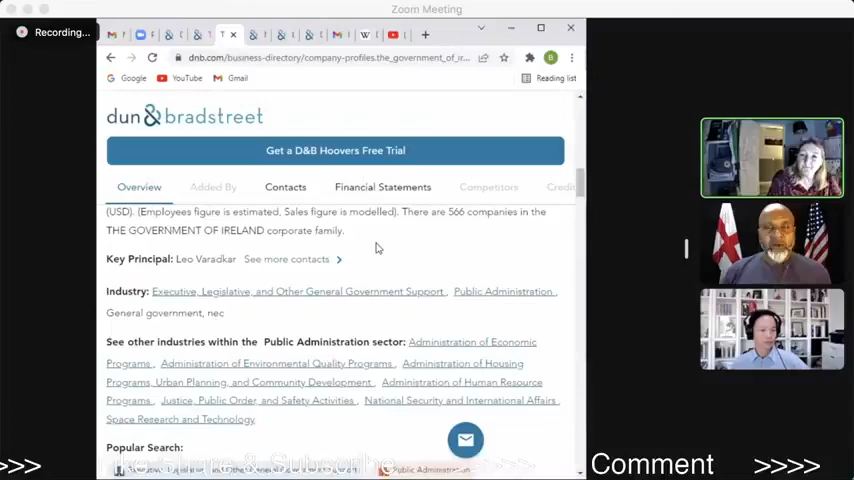 Zoom Meeting
Recording...
dnb.com/business-directory/company-profiles.the_government_of_ir...
B
Google YouTube Gmail Reading list
dun & bradstreet
Get a D&B Hoovers Free Trial
Overview Added By Contacts Financial Statements Competitors Credit
(USD). (Employees figure is estimated, Sales figure is modelled). There are 566 companies in the
THE GOVERNMENT OF IRELAND corporate family.
Key Principal: Leo Varadkar See more contacts >
Industry: Executive, Legislative, and Other General Government Support , Public Administration ,
General government, nec
See other industries within the Public Administration sector: Administration of Economic
Programs , Administration of Environmental Quality Programs , Administration of Housing
Programs, Urban Planning, and Community Development , Administration of Human Resource
Programs , Justice, Public Order, and Safety Activities , National Security and International Affairs ,
Space Research and Technology
Popular Search:
>>> Like Share & Subscribe >>>> Comment >>>>
Public Administration